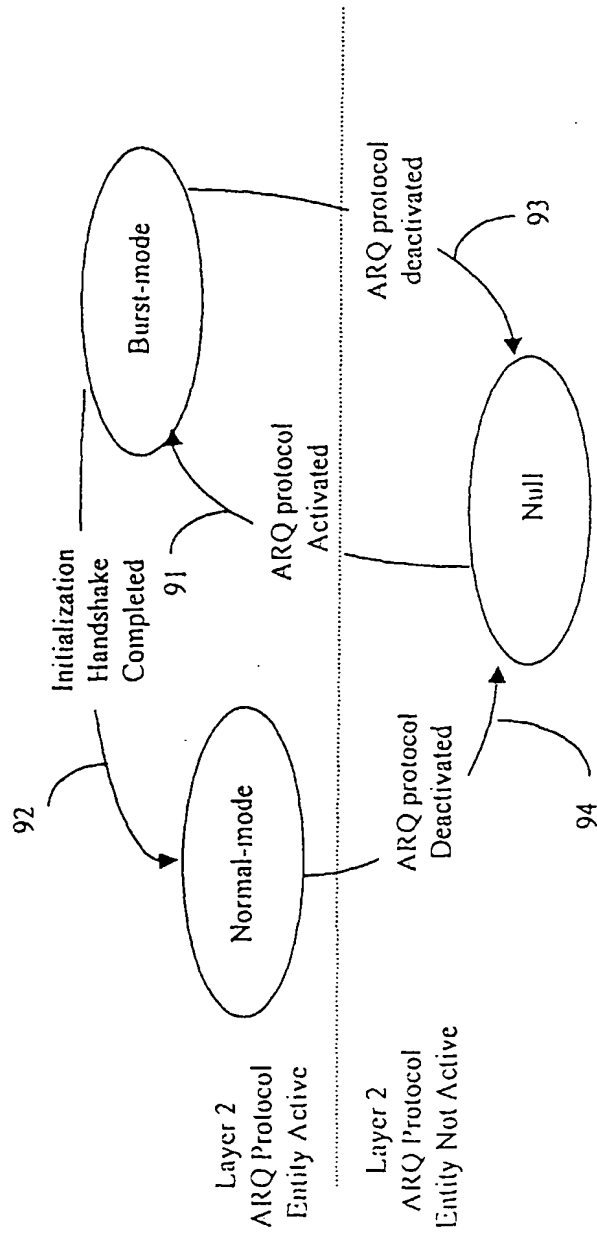 Burst-mode
Initialization
Handshake
Completed
92
91
ARQ protocol
Activated
ARQ protocol
deactivated
93
Normal-mode
Null
ARQ protocol
Deactivated
94
Layer 2
ARQ Protocol
Entity Active
Layer 2
ARQ Protocol
Entity Not Active